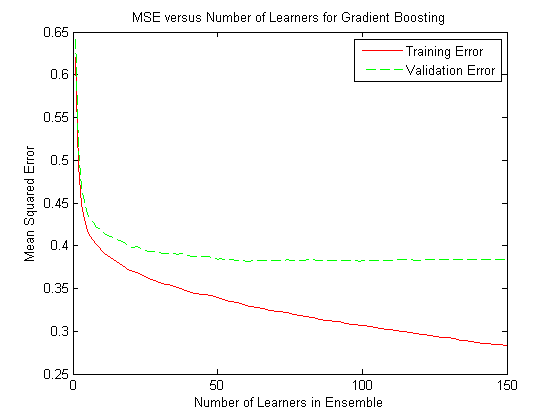 MSE versus Number of Learners for Gradient Boosting
0.65
0.6
0.55
0.5
0.45
0.4
0.35
0.3
0.25
Mean Squared Error
Training Error
Validation Error
0
50
100
150
Number of Learners in Ensemble